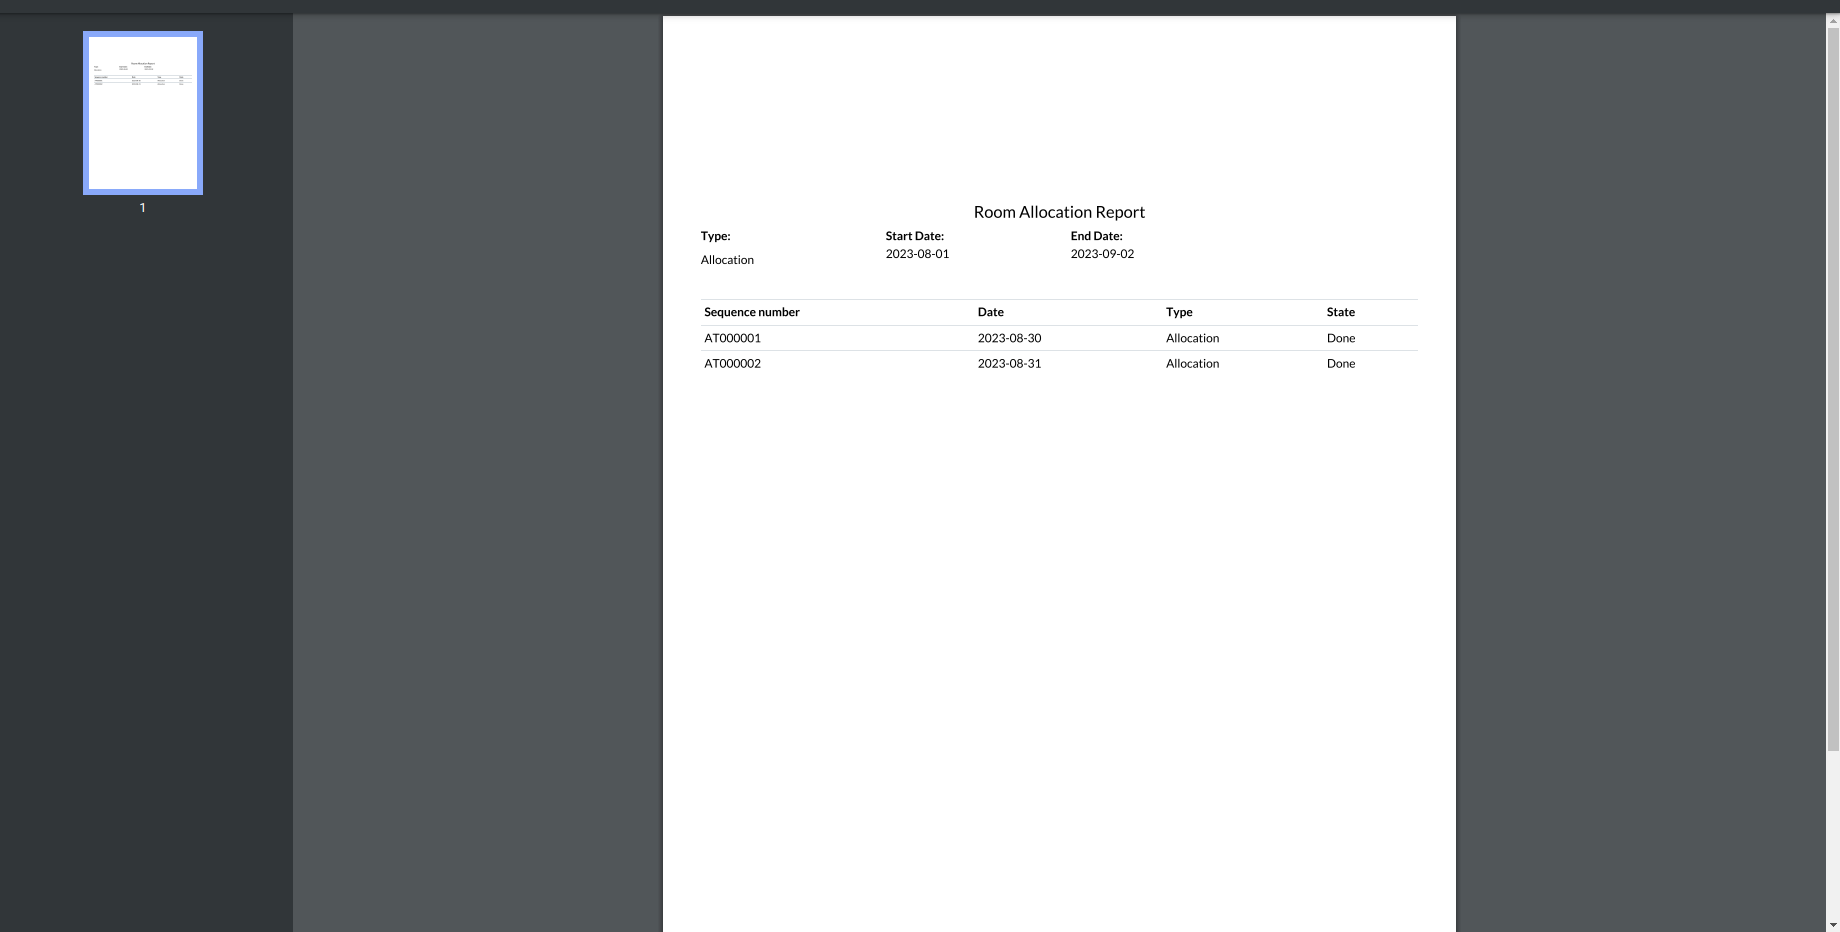 Room Allocation Report
Type: Start Date: End Date:
Allocation 2023-08-01 2023-09-02
Sequence number Date Type State
AT000001 2023-08-30 Allocation Done
AT000002 2023-08-31 Allocation Done
1